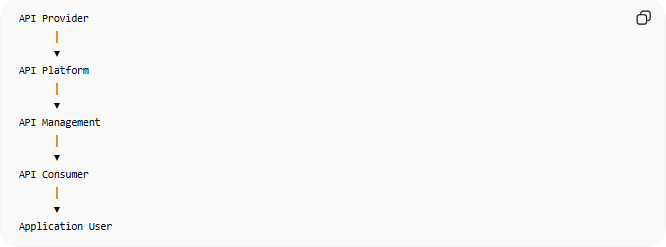 API Provider
│
▼
API Platform
│
▼
API Management
│
▼
API Consumer
│
▼
Application User